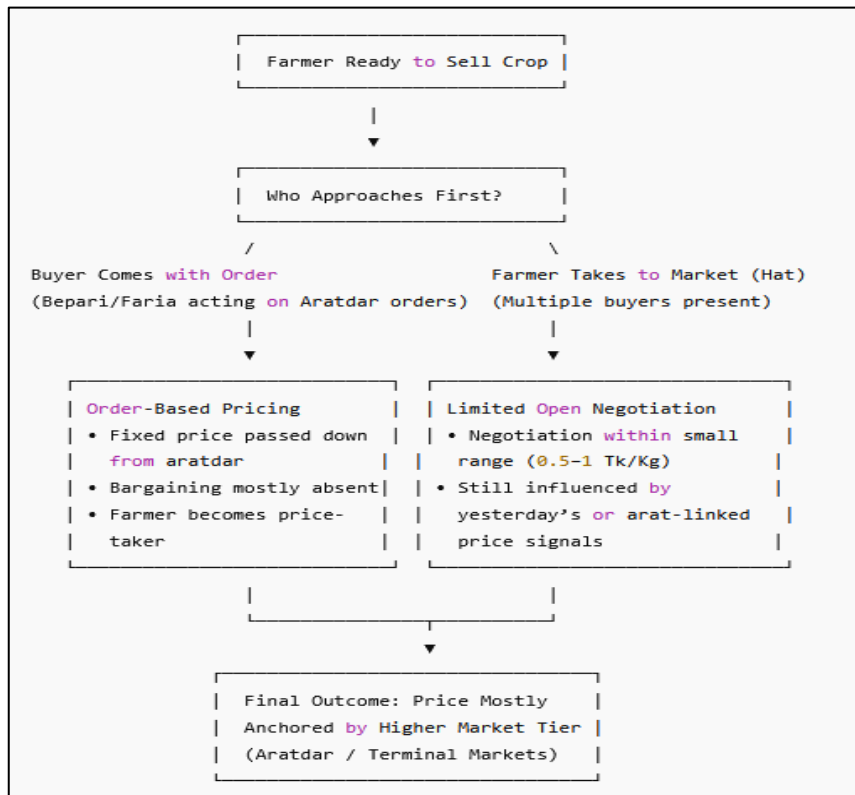 Farmer Ready to Sell Crop
Who Approaches First?
Buyer Comes with Order
(Bepari/Faria acting on Aratdar orders)
Farmer Takes to Market (Hat)
(Multiple buyers present)
Order-Based Pricing
• Fixed price passed down
from aratdar
• Bargaining mostly absent
• Farmer becomes price-
taker
Limited Open Negotiation
• Negotiation within small
range (0.5–1 Tk/Kg)
• Still influenced by
yesterday’s or arat-linked
price signals
Final Outcome: Price Mostly
Anchored by Higher Market Tier
(Aratdar / Terminal Markets)